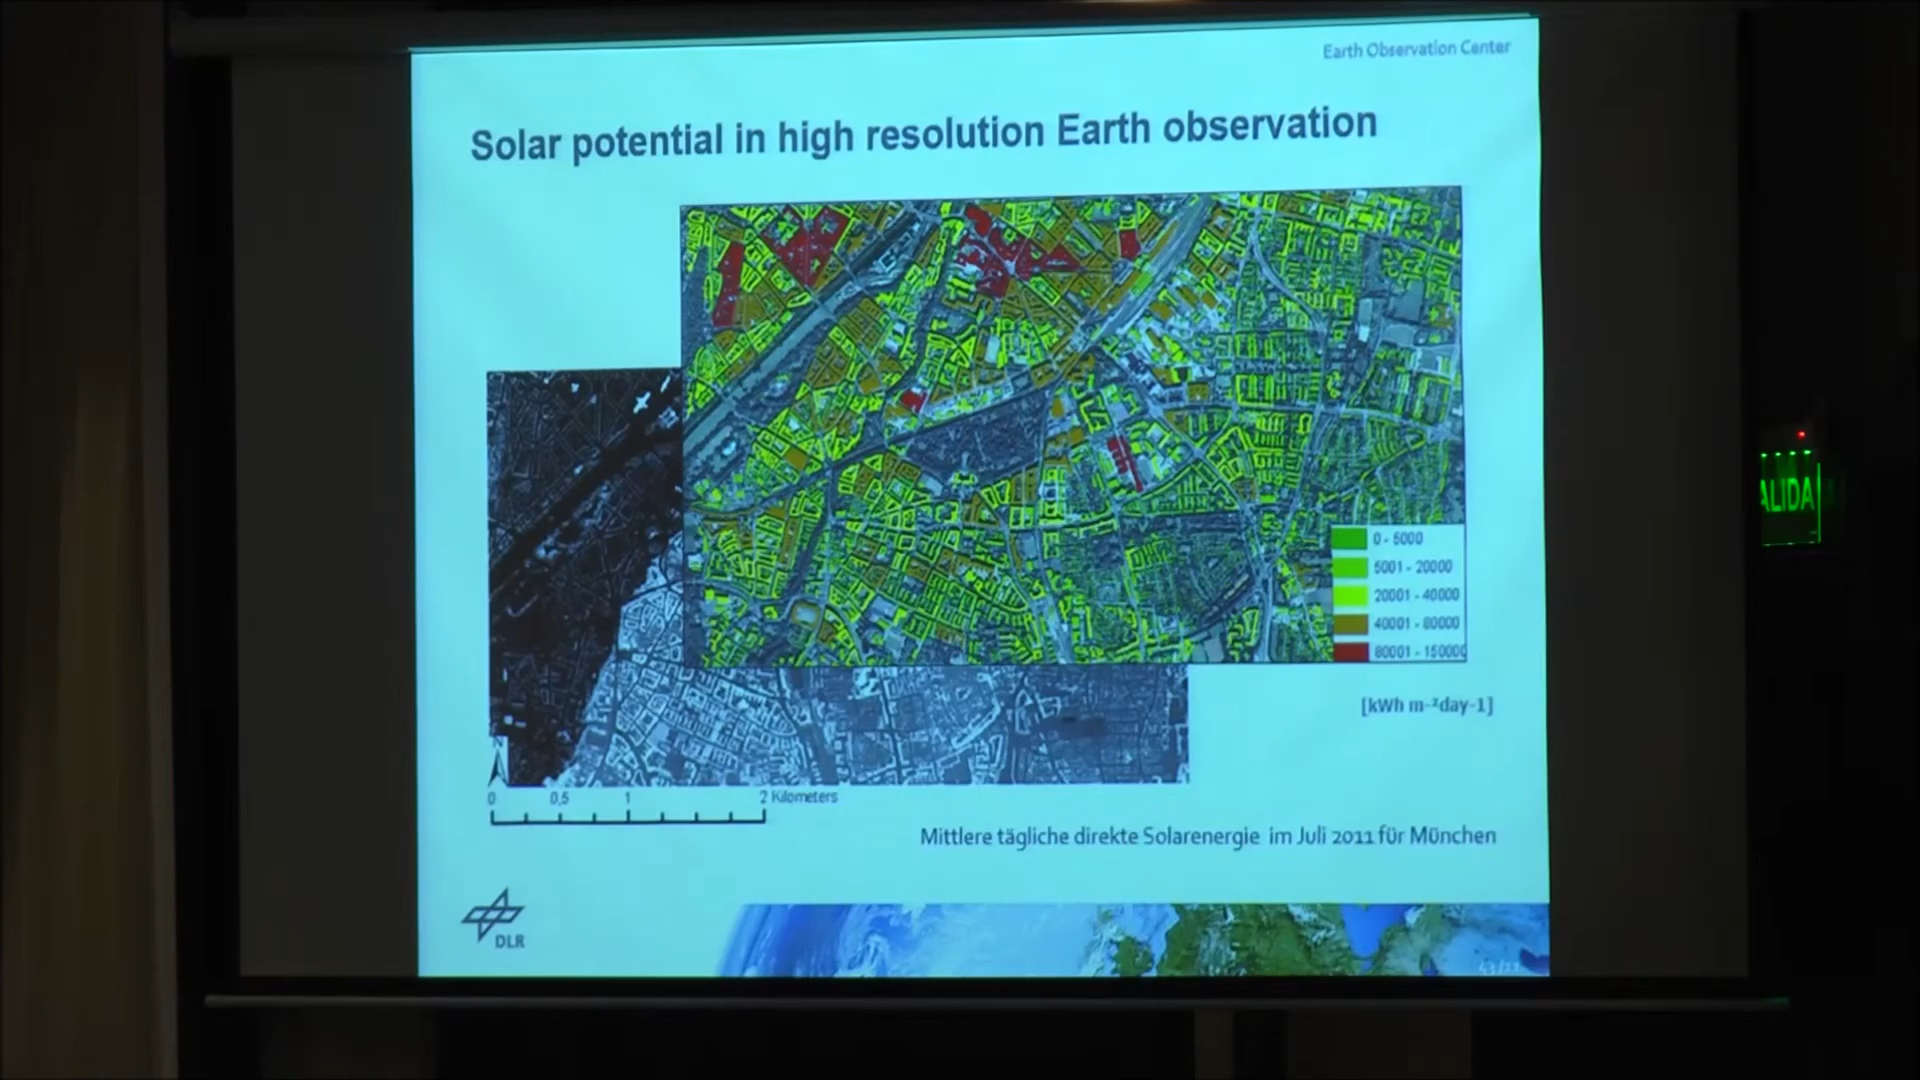 Earth Observation Center
Solar potential in high resolution Earth observation
0 - 5000
5001 - 20000
20001 - 40000
40001 - 80000
80001 - 150000
[kWh m-²day-1]
0 0,5 1 2 Kilometers
Mittlere tägliche direkte Solarenergie im Juli 2011 für München
DLR
ALIDA